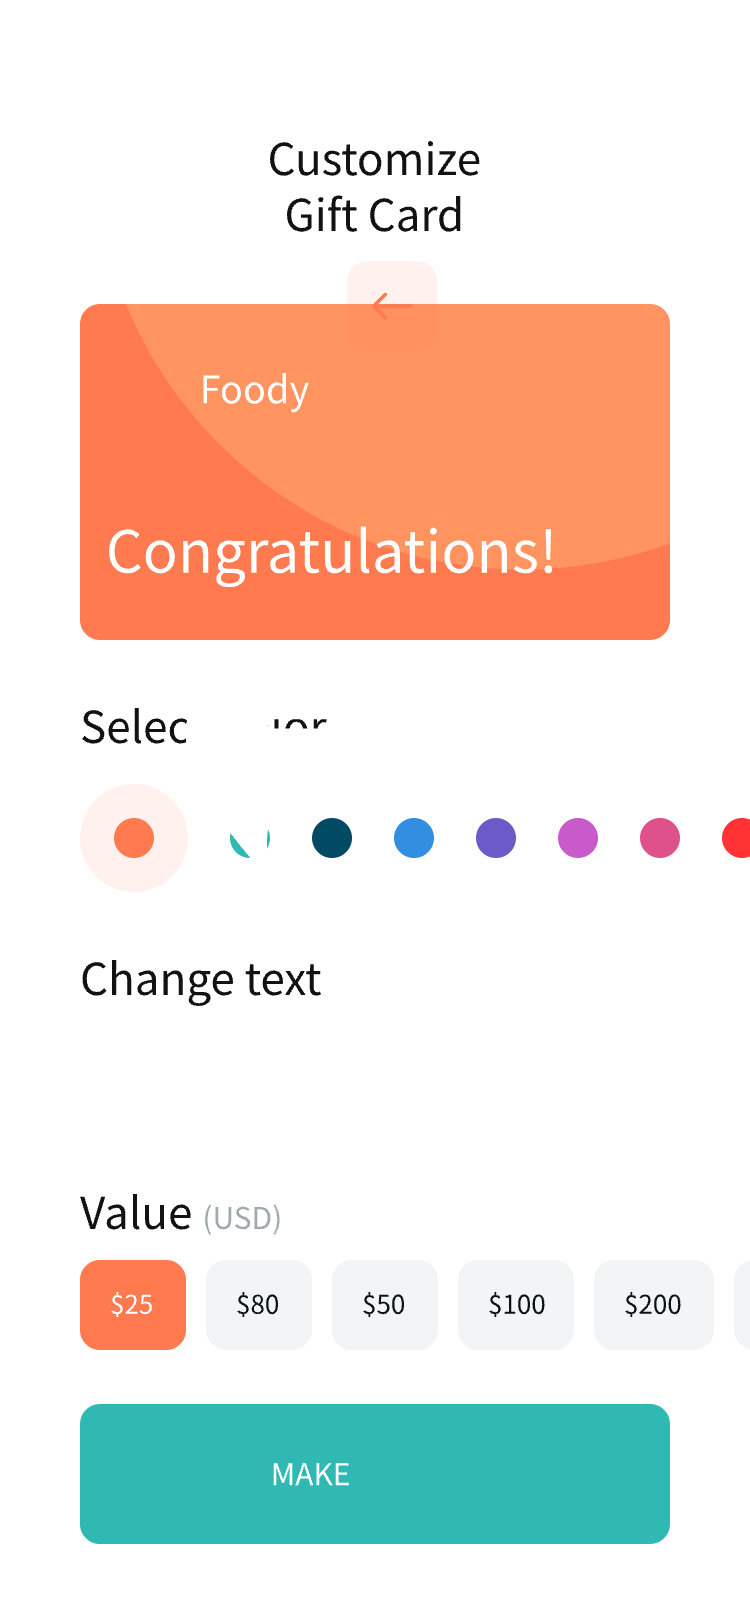 Customize
Gift Card
Foody
Congratulations!
Change text
Value (USD)
$25 $80 $50 $100 $200
MAKE